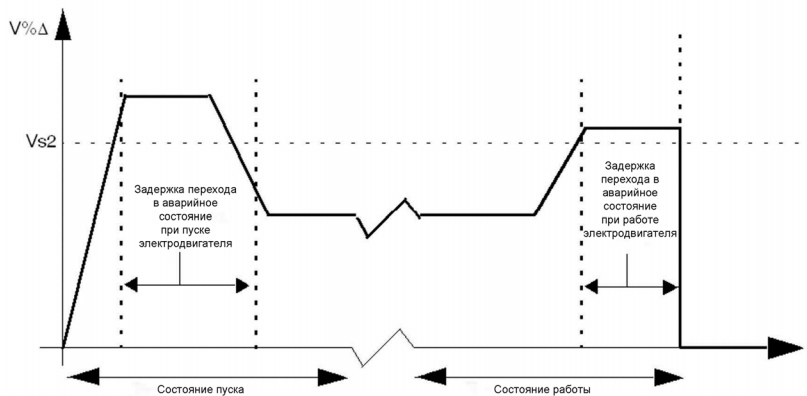 V%Δ
Vs2
Задержка перехода
в аварийное
состояние
при пуске
электродвигателя
Задержка
перехода в
аварийное
состояние
при работе
электродвигателя
Состояние пуска
Состояние работы